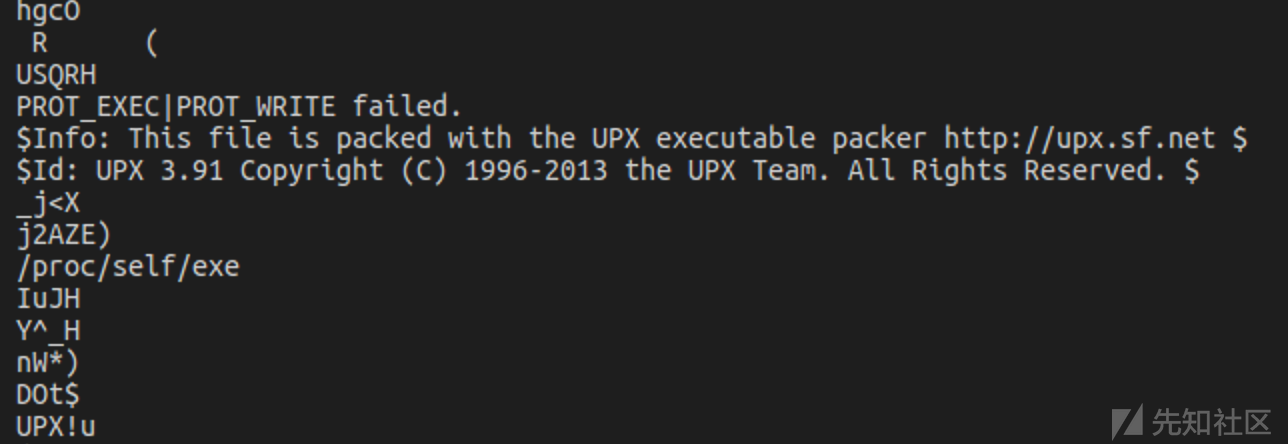 hgcO
 R      (
USQRH
PROT_EXEC|PROT_WRITE failed.
$Info: This file is packed with the UPX executable packer http://upx.sf.net $
$Id: UPX 3.91 Copyright (C) 1996-2013 the UPX Team. All Rights Reserved. $
_j<X
j2AZE)
/proc/self/exe
IuJH
Y^_H
nW*)
DOt$
UPX!u
先知社区